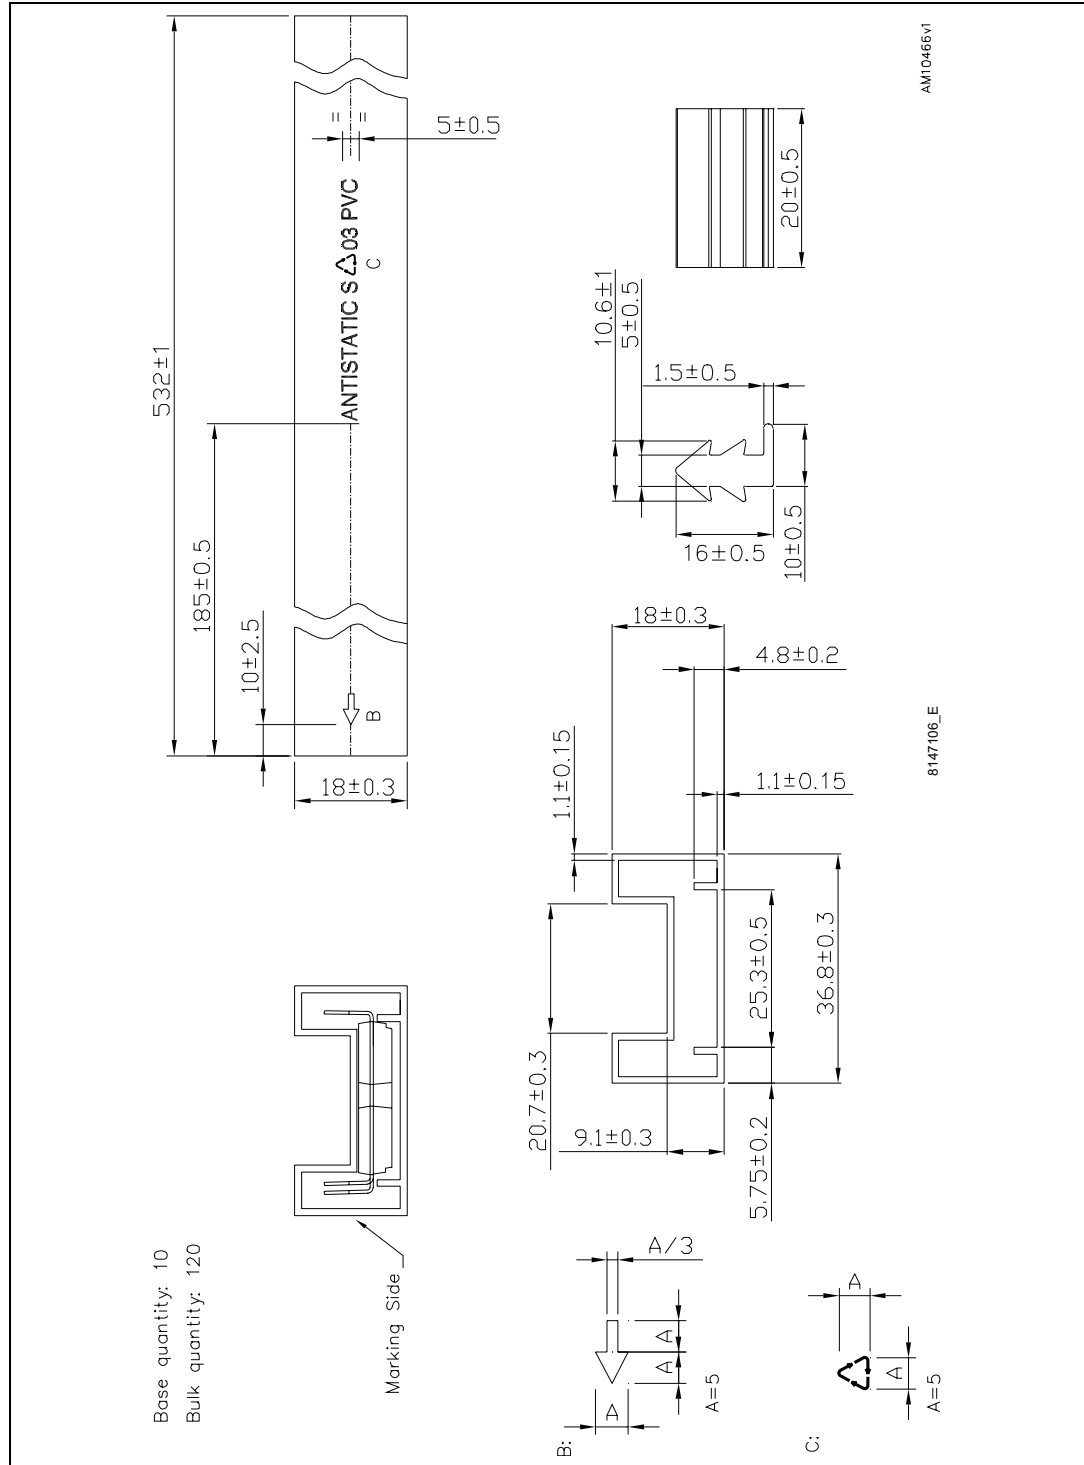 Base quantity: 10
Bulk quantity: 120
Marking Side
532±1
185±0.5
10±2.5
18±0.3
B
ANTISTATIC S 03 PVC
C
"
"
5±0.5
B:
A
A
A
A/3
A=5
20.7±0.3
9.1±0.3
5.75±0.2
25.3±0.5
36.8±0.3
1.1±0.15
1.1±0.15
4.8±0.2
18±0.3
16±0.5
10±0.5
1.5±0.5
5±0.5
10.6±1
20±0.5
C:
A
A
A=5
8147106_E
AM10466v1